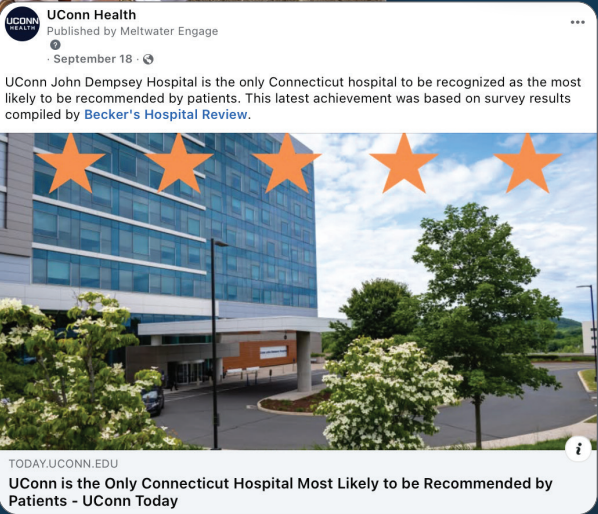 UCONN
HEALTH
UConn Health
Published by Meltwater Engage
?
· September 18 ·
UConn John Dempsey Hospital is the only Connecticut hospital to be recognized as the most
likely to be recommended by patients. This latest achievement was based on survey results
compiled by Becker's Hospital Review.
i
TODAY.UCONN.EDU
UConn is the Only Connecticut Hospital Most Likely to be Recommended by
Patients - UConn Today